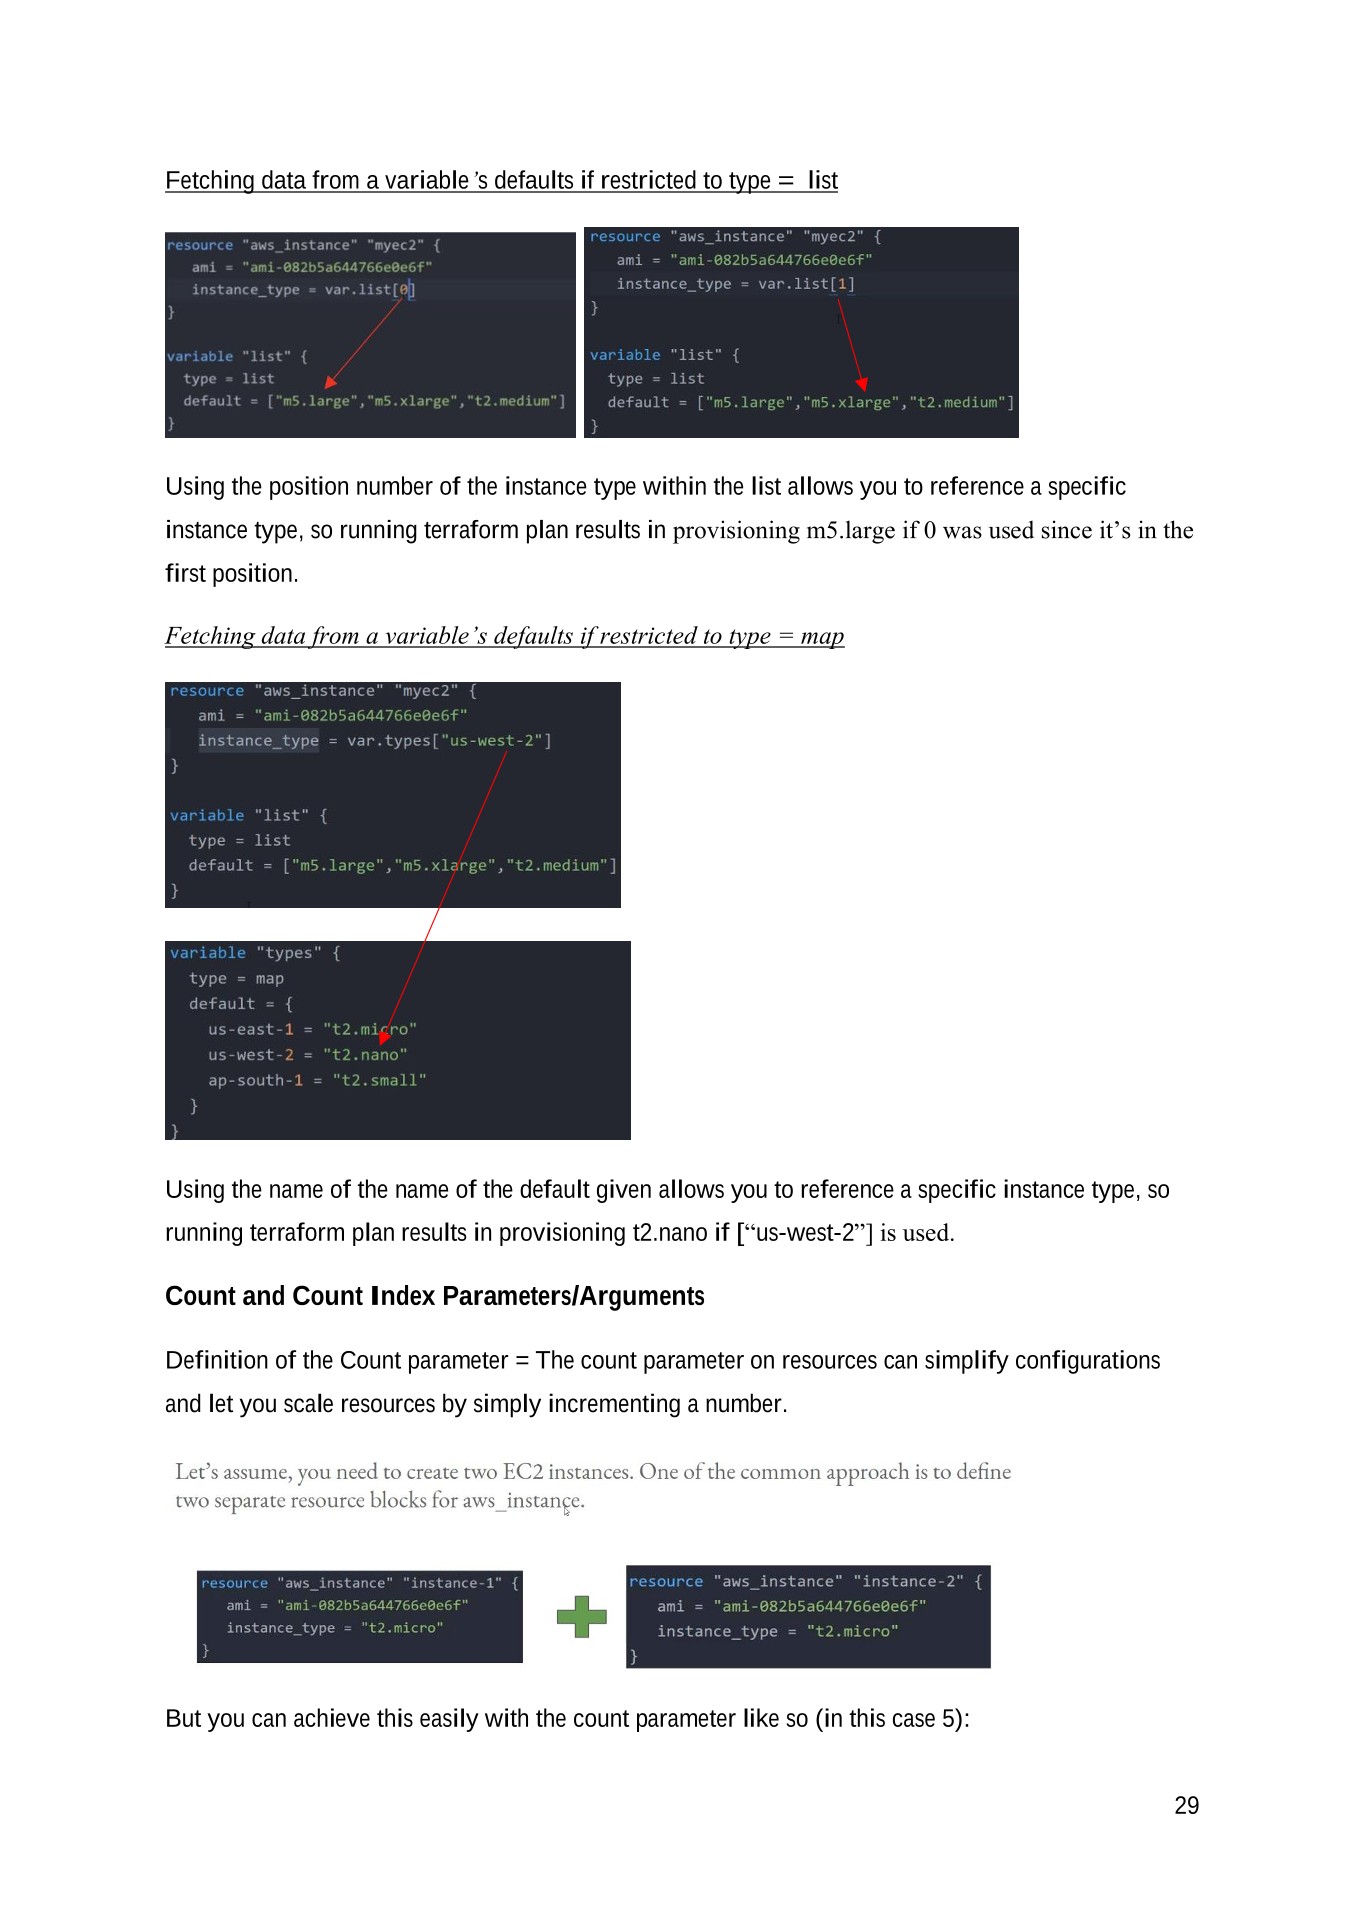 Fetching data from a variable’s defaults if restricted to type = list
resource "aws_instance" "myec2" {
ami = "ami-082b5a644766e0e6f"
instance_type = var.list[0]
}
variable "list" {
type = list
default = ["m5.large","m5.xlarge","t2.medium"]
}
resource "aws_instance" "myec2" {
ami = "ami-082b5a644766e0e6f"
instance_type = var.list[1]
}
variable "list" {
type = list
default = ["m5.large","m5.xlarge","t2.medium"]
}
Using the position number of the instance type within the list allows you to reference a specific
instance type, so running terraform plan results in provisioning m5.large if 0 was used since it’s in the
first position.
Fetching data from a variable’s defaults if restricted to type = map
resource "aws_instance" "myec2" {
ami = "ami-082b5a644766e0e6f"
instance_type = var.types["us-west-2"]
}
variable "list" {
type = list
default = ["m5.large","m5.xlarge","t2.medium"]
}
variable "types" {
type = map
default = {
us-east-1 = "t2.micro"
us-west-2 = "t2.nano"
ap-south-1 = "t2.small"
}
}
Using the name of the name of the default given allows you to reference a specific instance type, so
running terraform plan results in provisioning t2.nano if [“us-west-2”] is used.
Count and Count Index Parameters/Arguments
Definition of the Count parameter = The count parameter on resources can simplify configurations
and let you scale resources by simply incrementing a number.
Let’s assume, you need to create two EC2 instances. One of the common approach is to define
two separate resource blocks for aws_instance.
resource "aws_instance" "instance-1" {
ami = "ami-082b5a644766e0e6f"
instance_type = "t2.micro"
}
resource "aws_instance" "instance-2" {
ami = "ami-082b5a644766e0e6f"
instance_type = "t2.micro"
}
But you can achieve this easily with the count parameter like so (in this case 5):
29